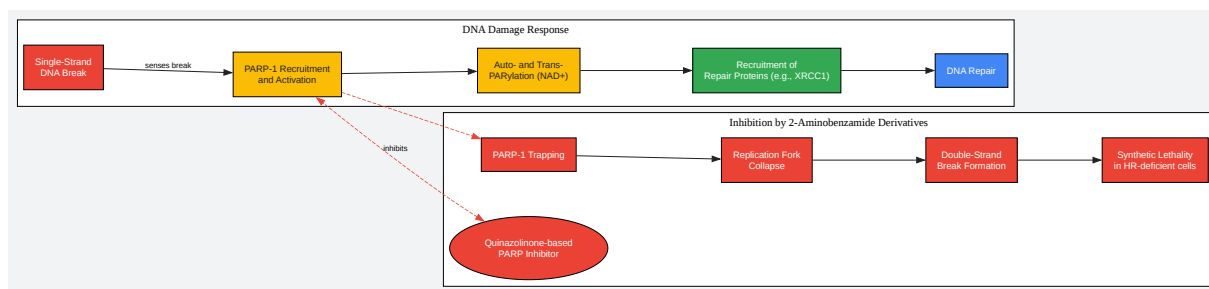 DNA Damage Response
Single-Strand
DNA Break
senses break
PARP-1 Recruitment
and Activation
Auto- and Trans-
PARylation (NAD+)
Recruitment of
Repair Proteins (e.g., XRCC1)
DNA Repair
Inhibition by 2-Aminobenzamide Derivatives
inhibits
PARP-1 Trapping
Replication Fork
Collapse
Double-Strand
Break Formation
Synthetic Lethality
in HR-deficient cells
Quinazolinone-based
PARP Inhibitor